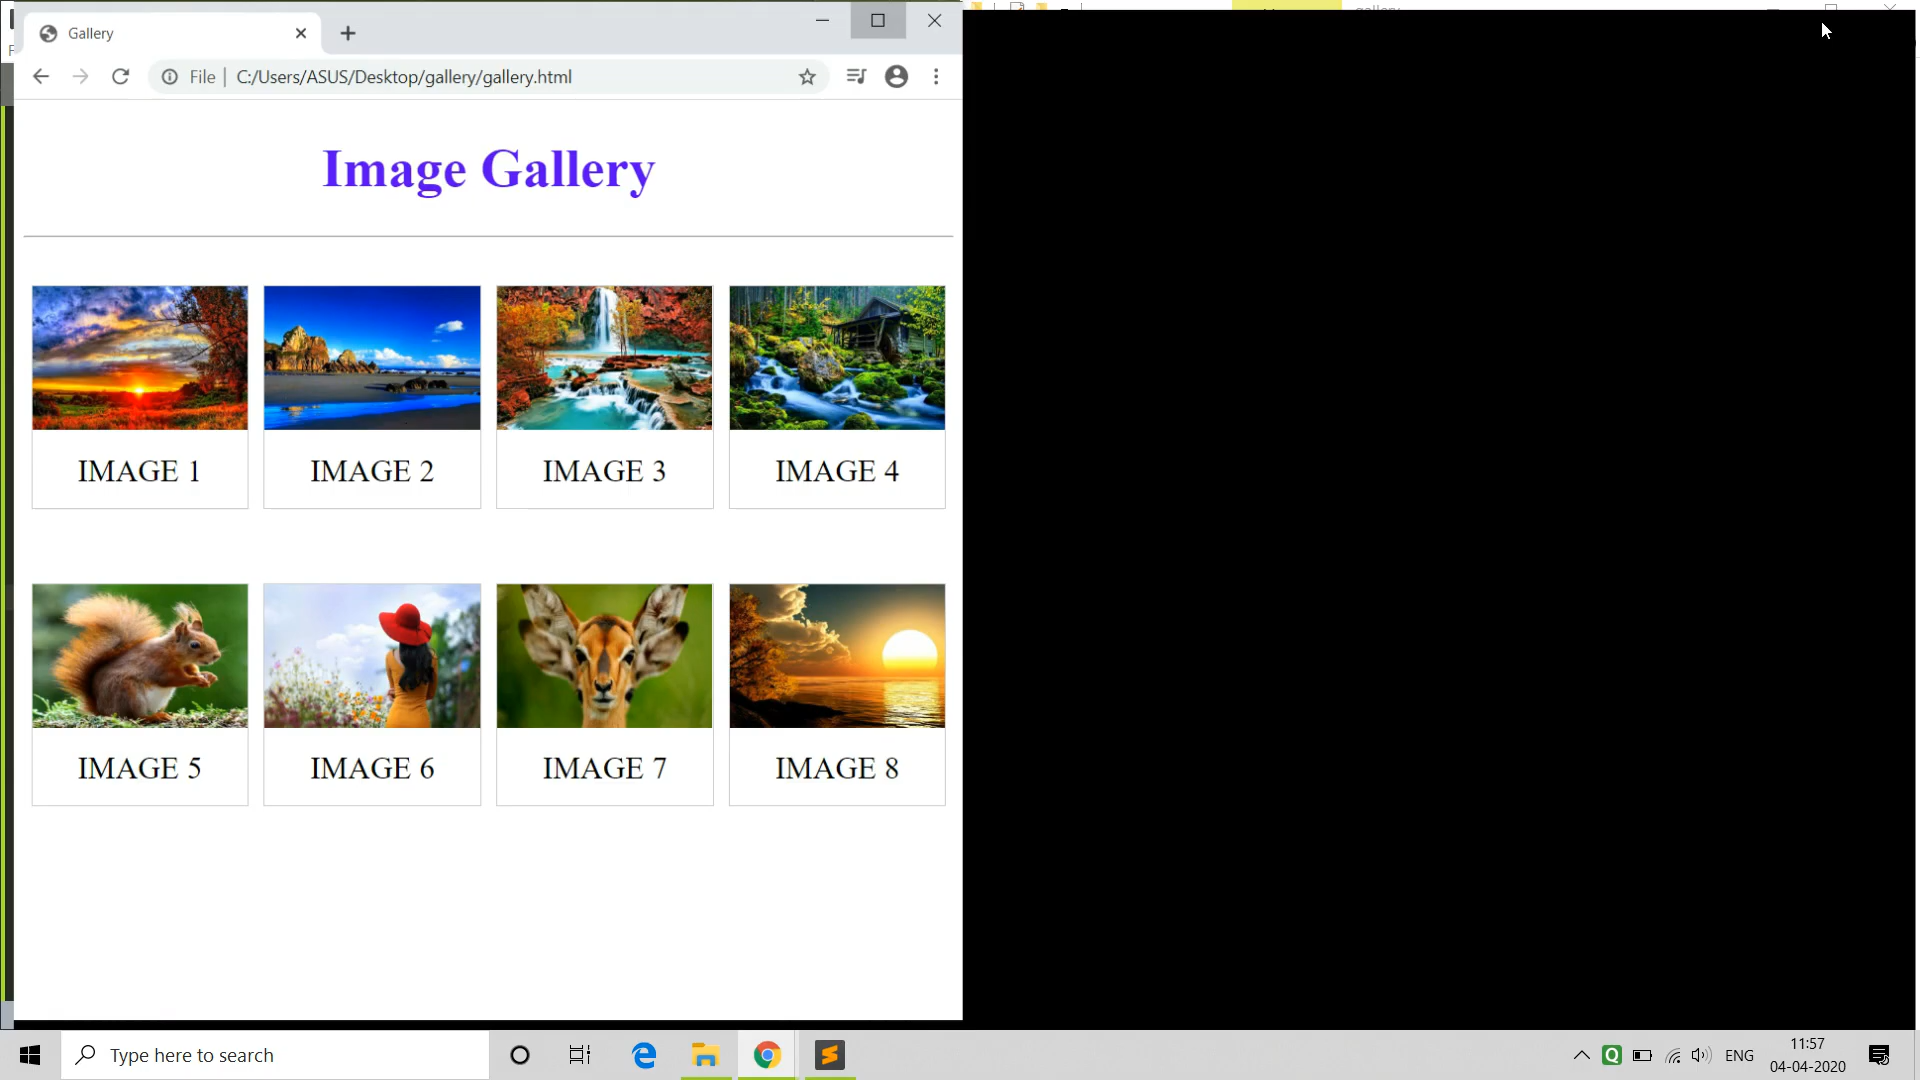 Gallery
File
C:/Users/ASUS/Desktop/gallery/gallery.html
Image Gallery
IMAGE 1
IMAGE 2
IMAGE 3
IMAGE 4
IMAGE 5
IMAGE 6
IMAGE 7
IMAGE 8
Type here to search
ENG
11:57
04-04-2020